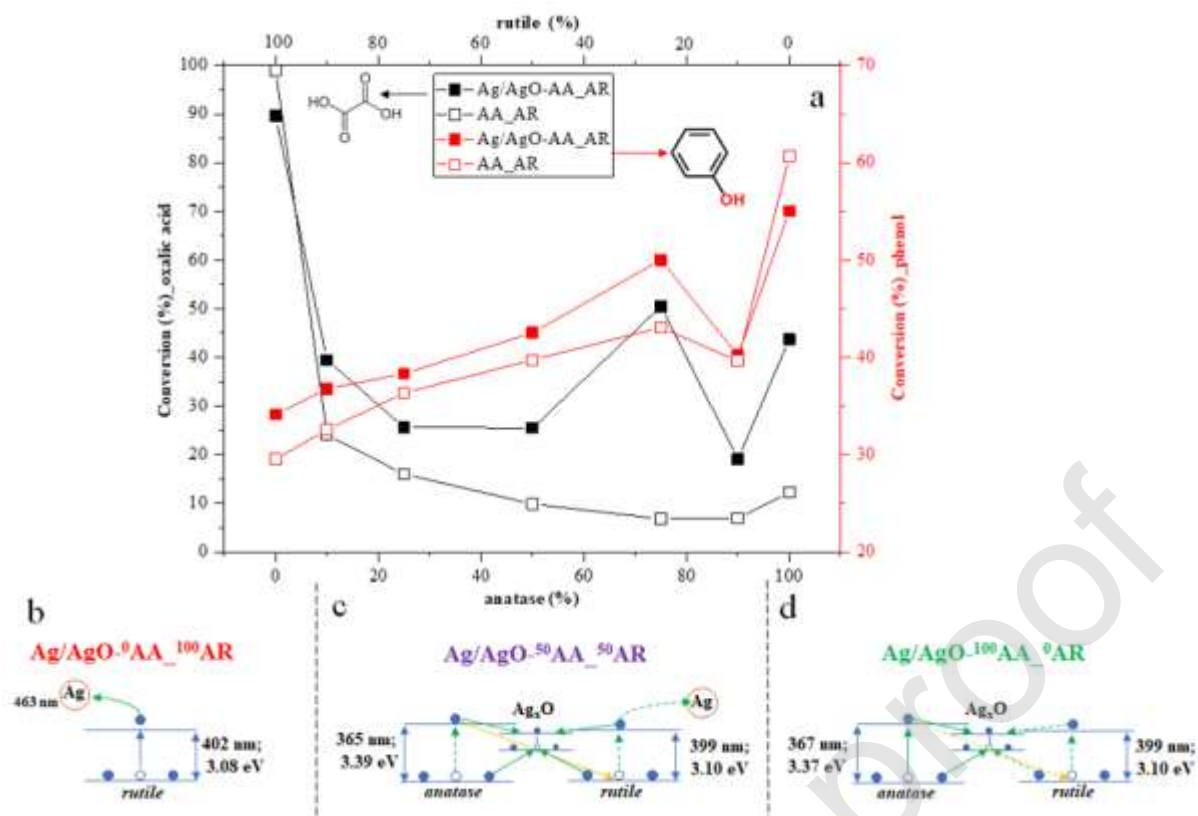 rutile (%)
100 80 60 40 20 0
a
100
90
80
70
60
50
40
30
20
10
0
Conversion (%)_oxalic acid
70
60
50
40
30
20
Conversion (%)_phenol
HO O OH O
Ag/AgO-AA_AR
AA_AR
Ag/AgO-AA_AR
AA_AR
OH
0 20 40 60 80 100
anatase (%)
b
Ag/AgO-⁰AA_¹⁰⁰AR
463 nm Ag
402 nm;
3.08 eV
rutile
c
Ag/AgO-⁵⁰AA_⁵⁰AR
AgₓO Ag
365 nm;
3.39 eV
399 nm;
3.10 eV
anatase rutile
d
Ag/AgO-¹⁰⁰AA_⁰AR
AgₓO
367 nm;
3.37 eV
399 nm;
3.10 eV
anatase rutile
proof